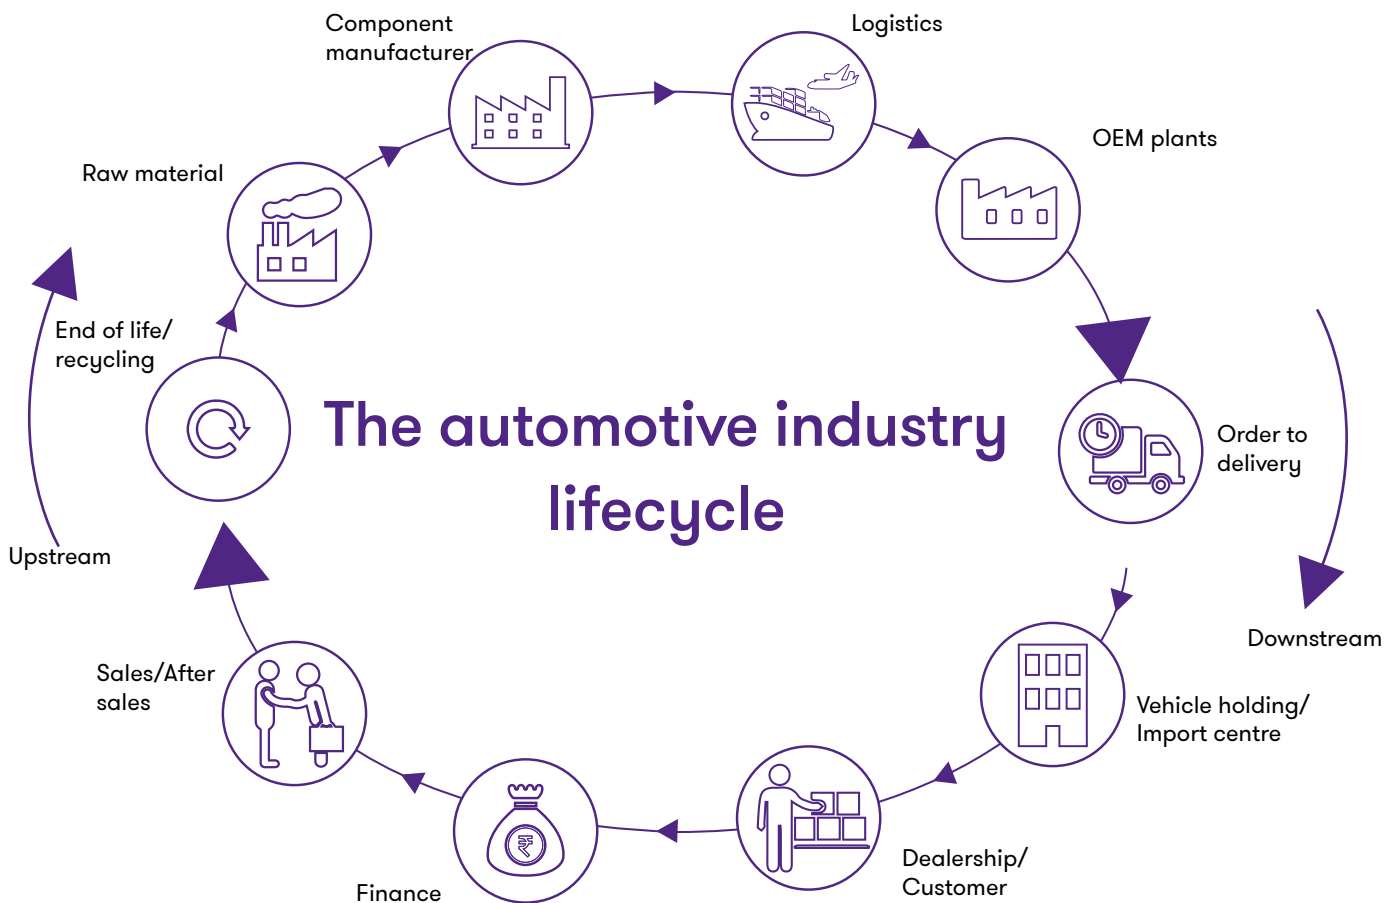 Component
manufacturer
Logistics
OEM plants
Raw material
End of life/
recycling
The automotive industry
lifecycle
Order to
delivery
Upstream
Downstream
Sales/After
sales
Vehicle holding/
Import centre
₹
Dealership/
Customer
Finance